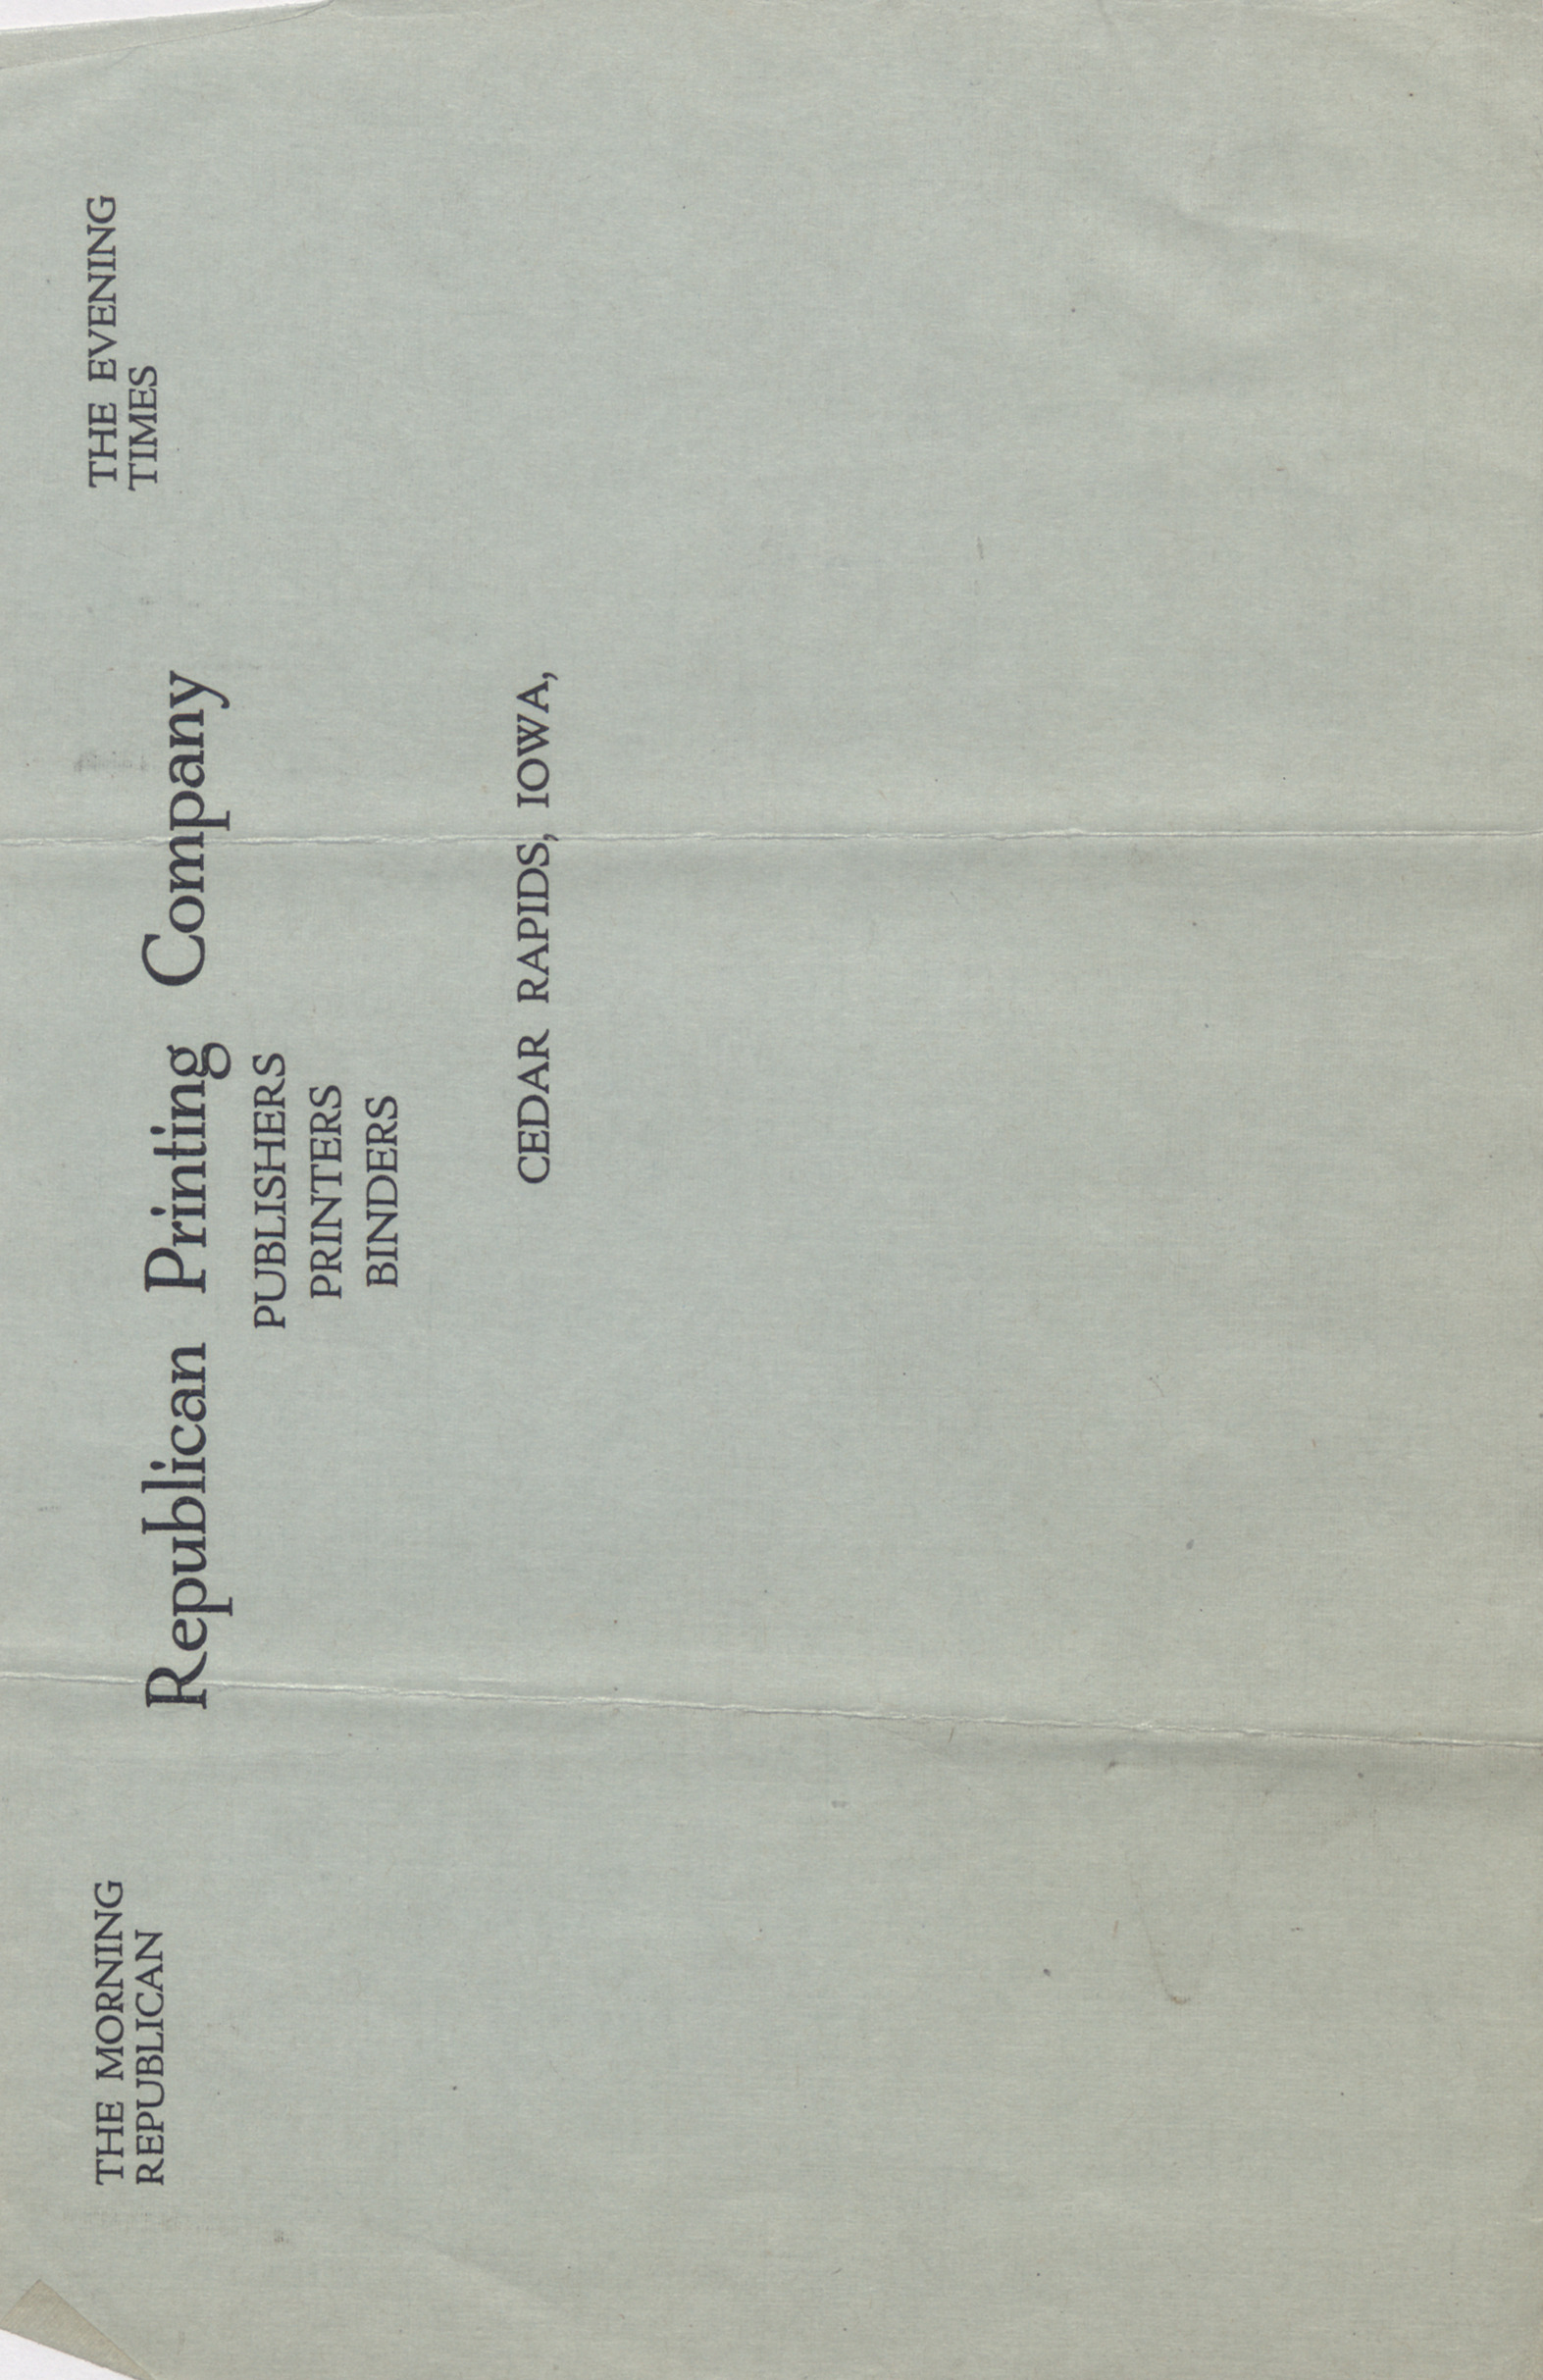 THE MORNING
REPUBLICAN
THE EVENING
TIMES
Republican Printing Company
PUBLISHERS
PRINTERS
BINDERS
CEDAR RAPIDS, IOWA,